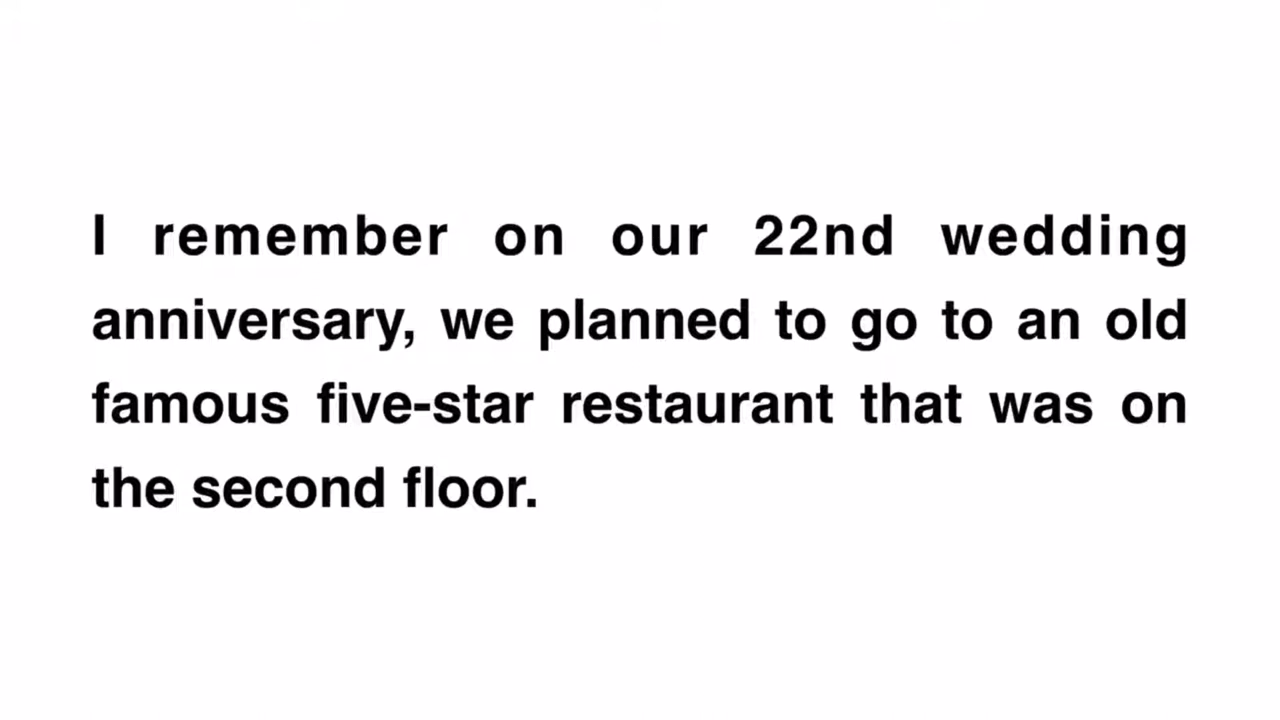 I remember on our 22nd wedding
anniversary, we planned to go to an old
famous five-star restaurant that was on
the second floor.